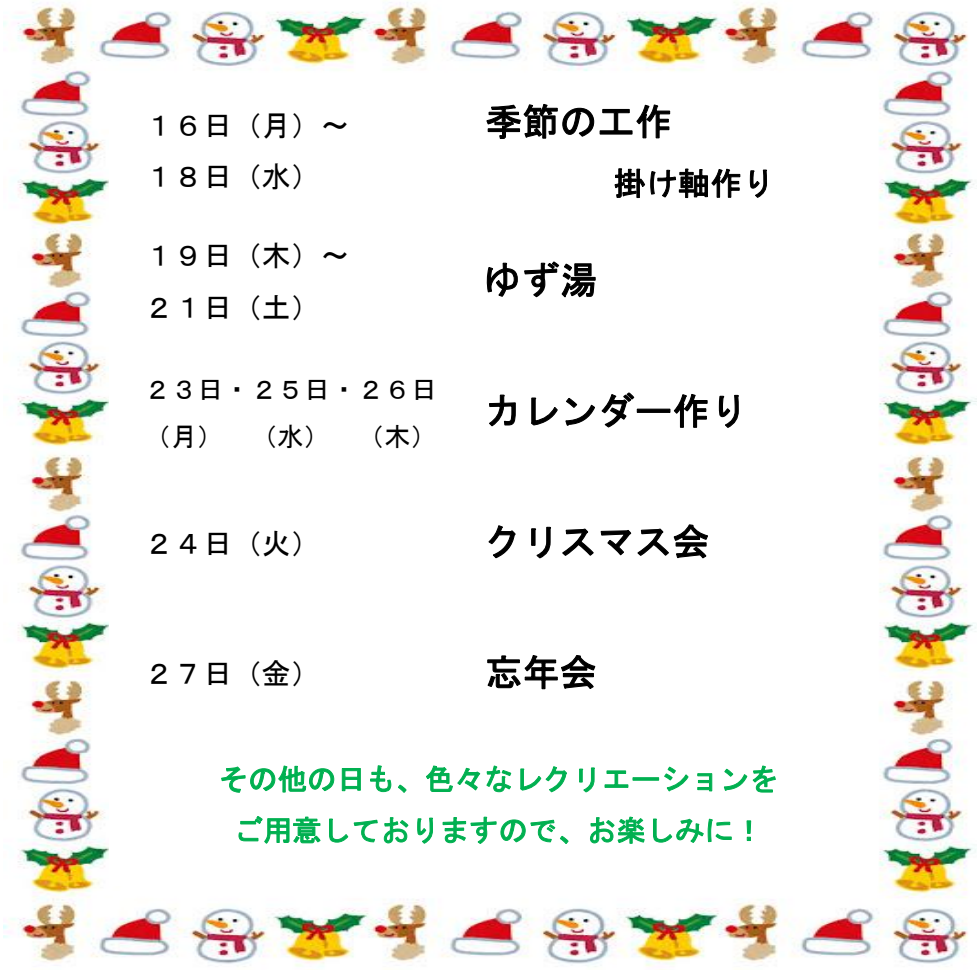 16日（月）～ 季節の工作
18日（水） 掛け軸作り
19日（木）～
ゆず湯
21日（土）
23日・25日・26日
カレンダー作り
（月）　（水）　（木）
24日（火） クリスマス会
27日（金） 忘年会
その他の日も、色々なレクリエーションを
ご用意しておりますので、お楽しみに！